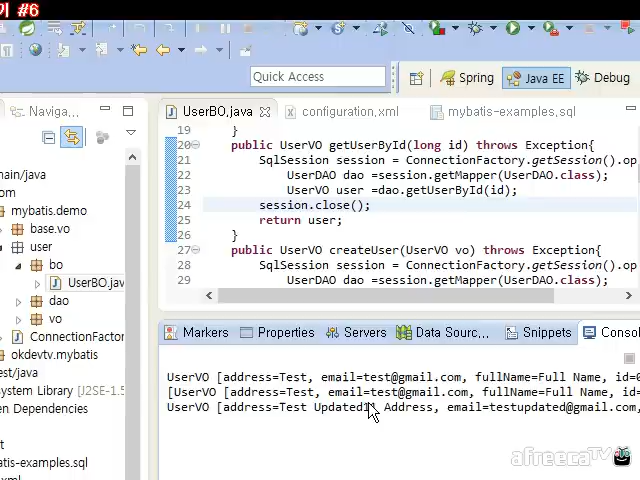 기 #6
Quick Access
Spring
Java EE
Debug
Naviga...
UserBO.java
configuration.xml
mybatis-examples.sql
19 }
20 public UserVO getUserById(long id) throws Exception{
21 SqlSession session = ConnectionFactory.getSession().op
22 UserDAO dao =session.getMapper(UserDAO.class);
23 UserVO user =dao.getUserById(id);
24 session.close();
25 return user;
26 }
27 public UserVO createUser(UserVO vo) throws Exception{
28 SqlSession session = ConnectionFactory.getSession().op
29 UserDAO dao =session.getMapper(UserDAO.class);
main/java
om
mybatis.demo
base.vo
user
bo
UserBO.jav
dao
vo
ConnectionFactor
okdevtv.mybatis
est/java
ystem Library [J2SE-1.5
Dependencies
t
mybatis-examples.sql
xml
Markers
Properties
Servers
Data Sourc...
Snippets
Consol
UserVO [address=Test, email=test@gmail.com, fullName=Full Name, id=0
[UserVO [address=Test, email=test@gmail.com, fullName=Full Name, id=
UserVO [address=Test Updated11 Address, email=testupdated@gmail.com,
afreecaTV